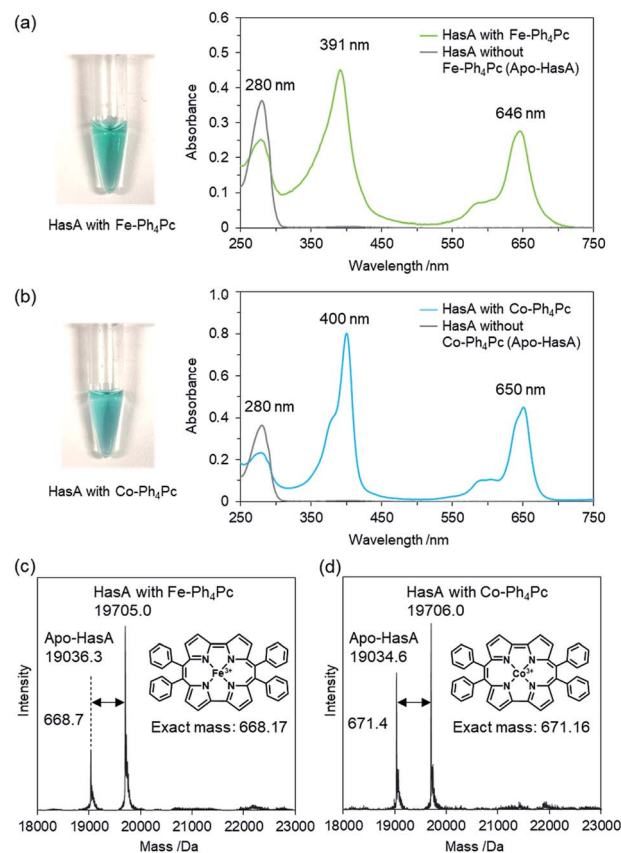 (a)
HasA with Fe-Ph₄Pc
Absorbance
0.6
0.5
0.4
0.3
0.2
0.1
0
280 nm
391 nm
646 nm
HasA with Fe-Ph₄Pc
HasA without
Fe-Ph₄Pc (Apo-HasA)
250 350 450 550 650 750
Wavelength /nm
(b)
HasA with Co-Ph₄Pc
Absorbance
1.0
0.8
0.6
0.4
0.2
0
280 nm
400 nm
650 nm
HasA with Co-Ph₄Pc
HasA without
Co-Ph₄Pc (Apo-HasA)
250 350 450 550 650 750
Wavelength /nm
(c)
HasA with Fe-Ph₄Pc
19705.0
Apo-HasA
19036.3
668.7
N N
Fe³⁺
N N
Exact mass: 668.17
Intensity
18000 19000 20000 21000 22000 23000
Mass /Da
(d)
HasA with Co-Ph₄Pc
19706.0
Apo-HasA
19034.6
671.4
N N
Co³⁺
N N
Exact mass: 671.16
Intensity
18000 19000 20000 21000 22000 23000
Mass /Da